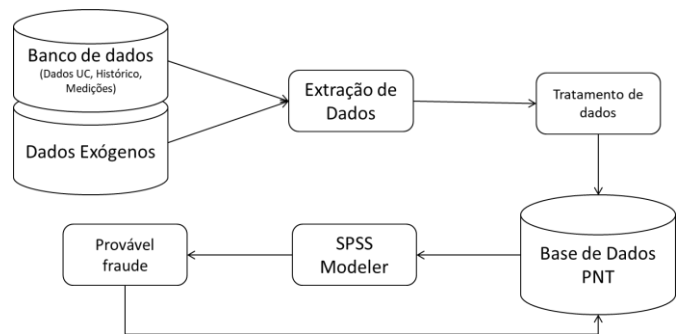 Banco de dados
(Dados UC, Histórico,
Medições)
Dados Exógenos
Extração de
Dados
Tratamento de
dados
Provável
fraude
SPSS
Modeler
Base de Dados
PNT